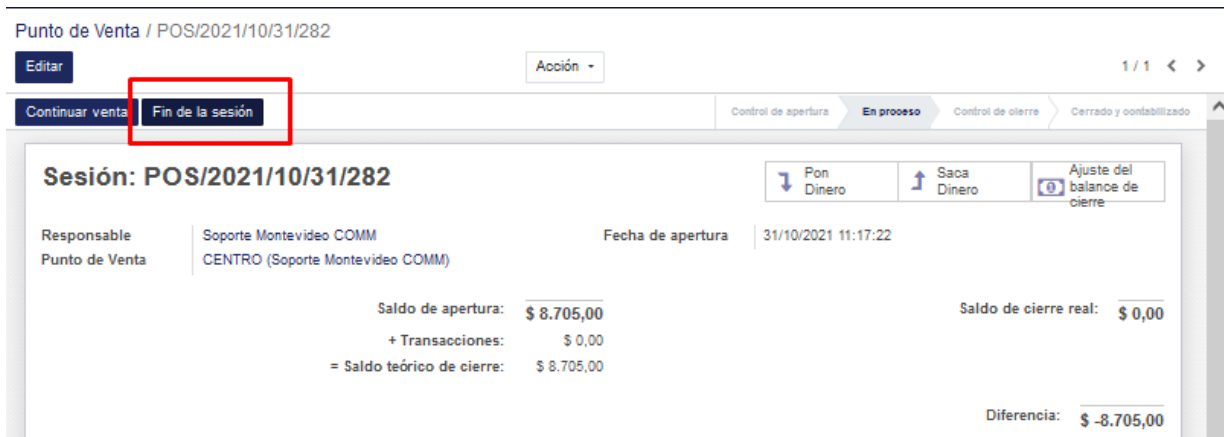 Punto de Venta / POS/2021/10/31/282
Editar
Acción
1 / 1
Continuar venta
Fin de la sesión
Control de apertura
En proceso
Control de cierre
Cerrado y contabilizado
Sesión: POS/2021/10/31/282
Pon
Dinero
Saca
Dinero
Ajuste del
balance de
cierre
Responsable Soporte Montevideo COMM
Fecha de apertura 31/10/2021 11:17:22
Punto de Venta CENTRO (Soporte Montevideo COMM)
Saldo de apertura: $ 8.705,00
Saldo de cierre real: $ 0,00
+ Transacciones: $ 0,00
= Saldo teórico de cierre: $ 8.705,00
Diferencia: $ -8.705,00